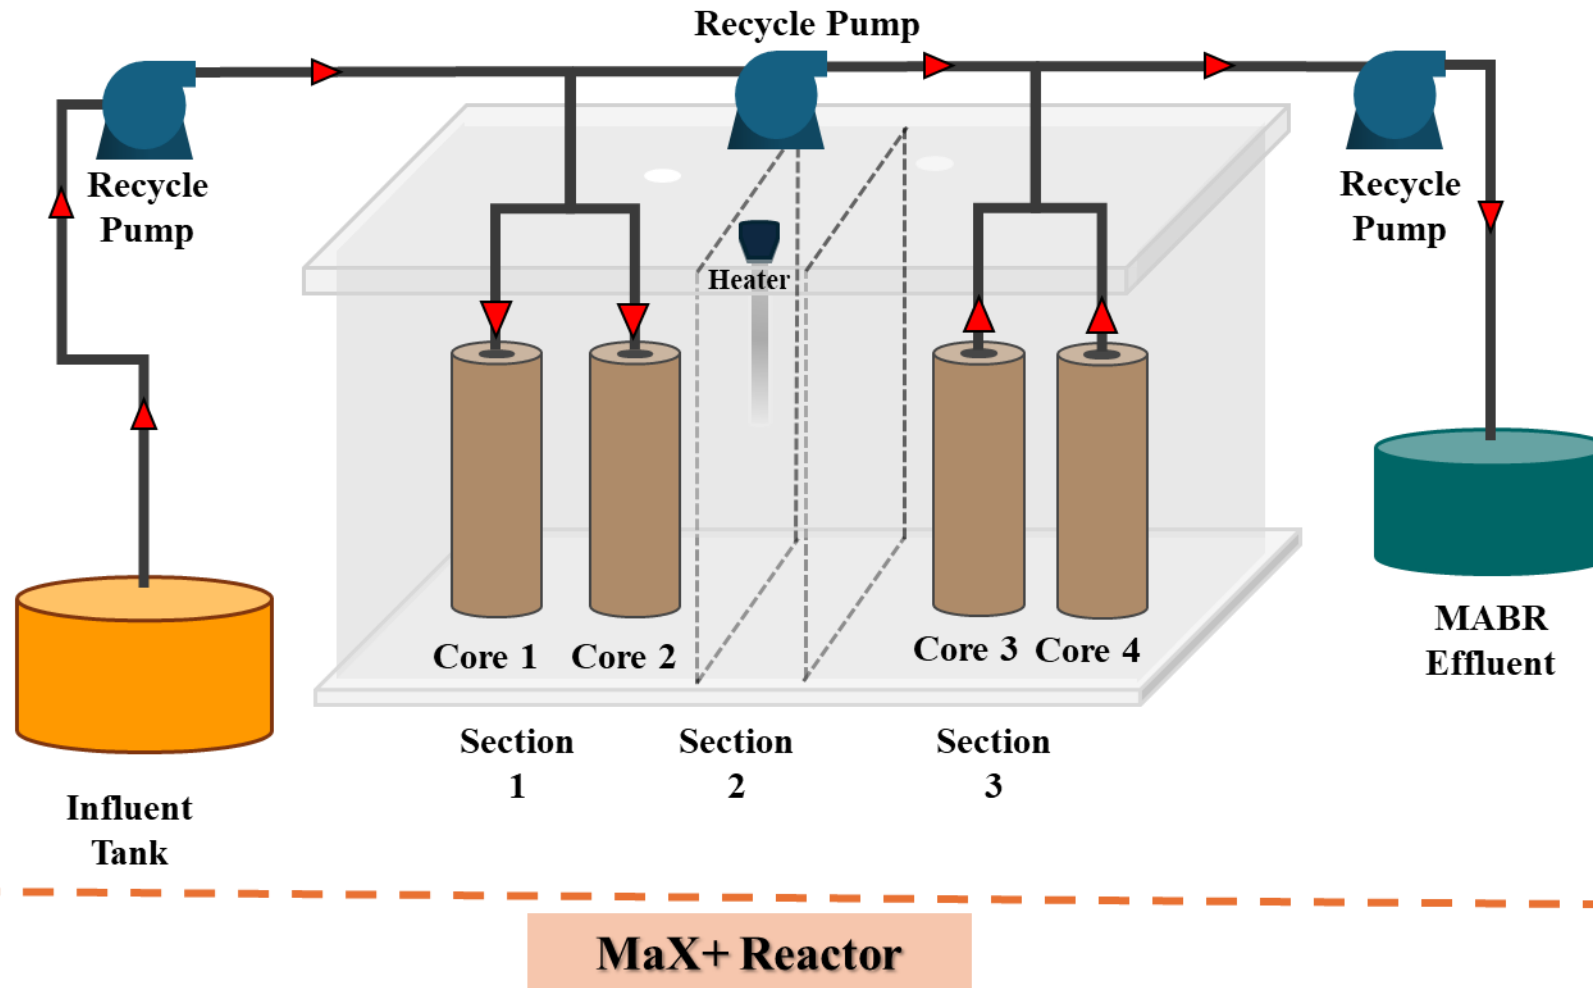 Recycle Pump
Recycle
Pump
Recycle
Pump
Heater
Core 1
Core 2
Core 3
Core 4
MABR
Effluent
Section
1
Section
2
Section
3
Influent
Tank
MaX+ Reactor